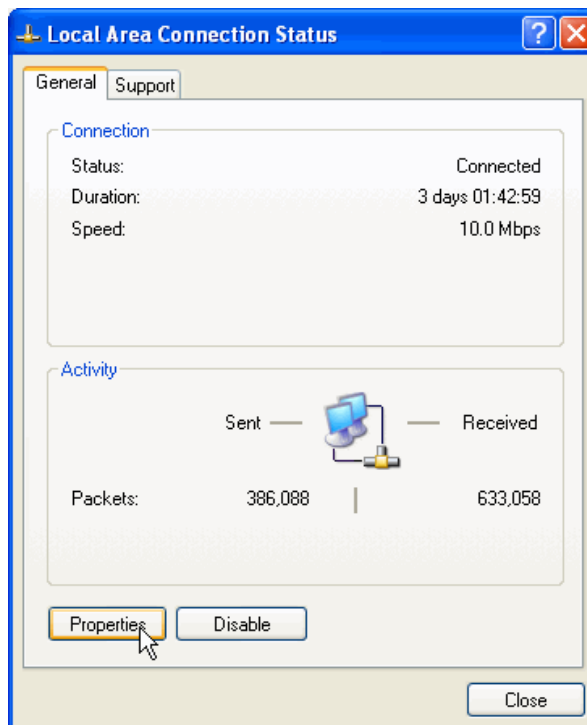 Local Area Connection Status
General Support
Connection
Status: Connected
Duration: 3 days 01:42:59
Speed: 10.0 Mbps
Activity
Sent Received
Packets: 386,088 633,058
Properties Disable
Close